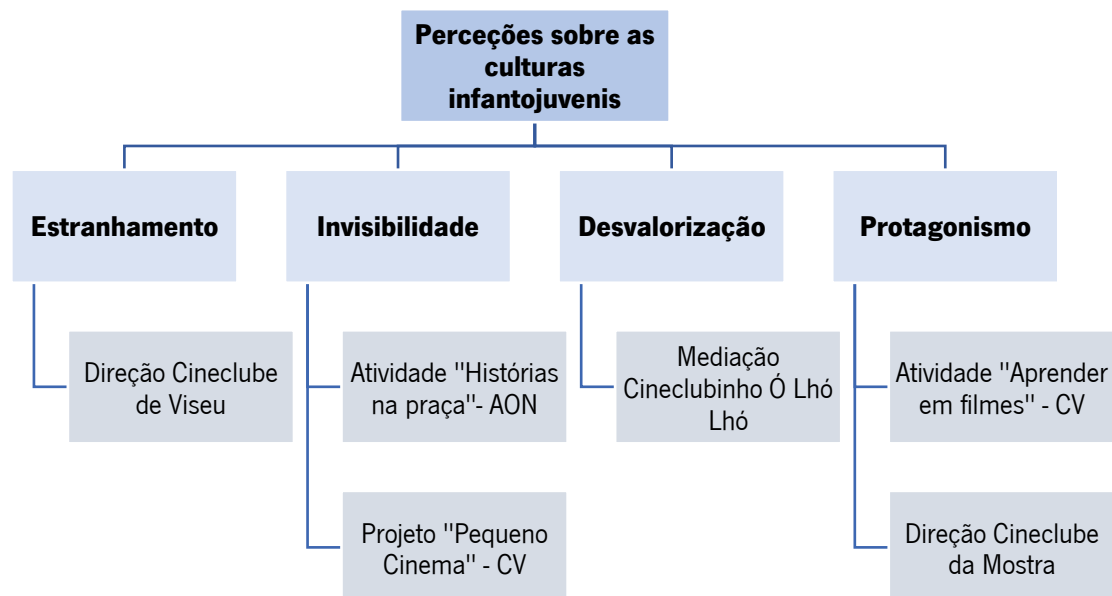 Perceções sobre as
culturas
infantojuvenis
Estranhamento
Invisibilidade
Desvalorização
Protagonismo
Direção Cineclube
de Viseu
Atividade "Histórias
na praça"- AON
Mediação
Cineclubinho Ó Lhó
Lhó
Atividade "Aprender
em filmes" - CV
Projeto "Pequeno
Cinema" - CV
Direção Cineclube
da Mostra